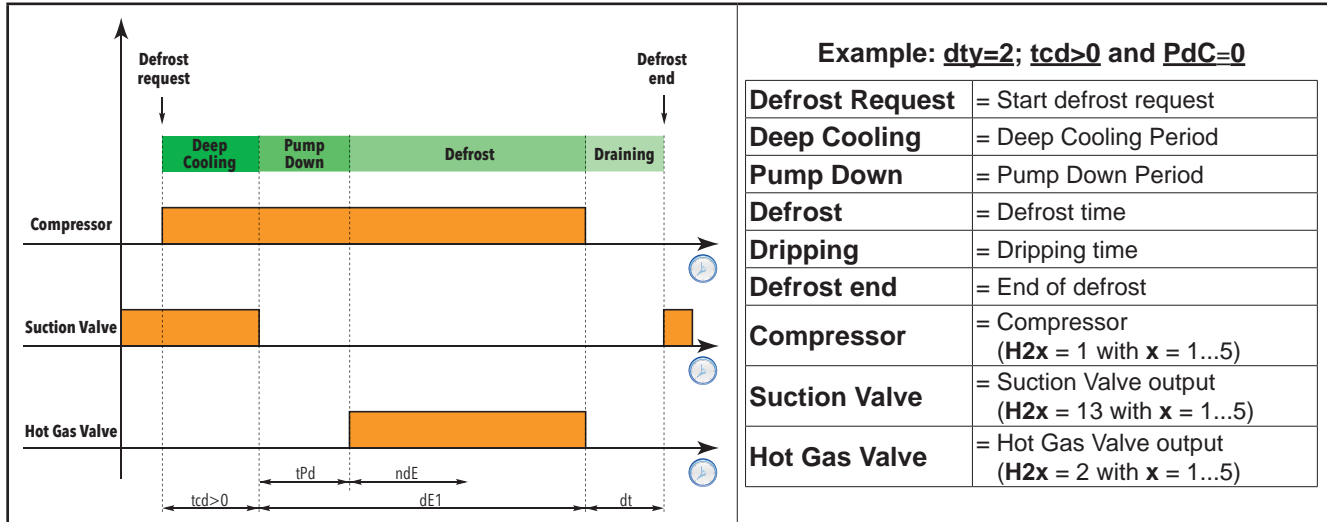 Defrost
request
Defrost
end
Deep
Cooling
Pump
Down
Defrost
Draining
Compressor
Suction Valve
Hot Gas Valve
tPd
ndE
tcd>0
dE1
dt
Example: dty=2; tcd>0 and PdC=0
Defrost Request = Start defrost request
Deep Cooling = Deep Cooling Period
Pump Down = Pump Down Period
Defrost = Defrost time
Dripping = Dripping time
Defrost end = End of defrost
Compressor = Compressor
(H2x = 1 with x = 1...5)
Suction Valve = Suction Valve output
(H2x = 13 with x = 1...5)
Hot Gas Valve = Hot Gas Valve output
(H2x = 2 with x = 1...5)